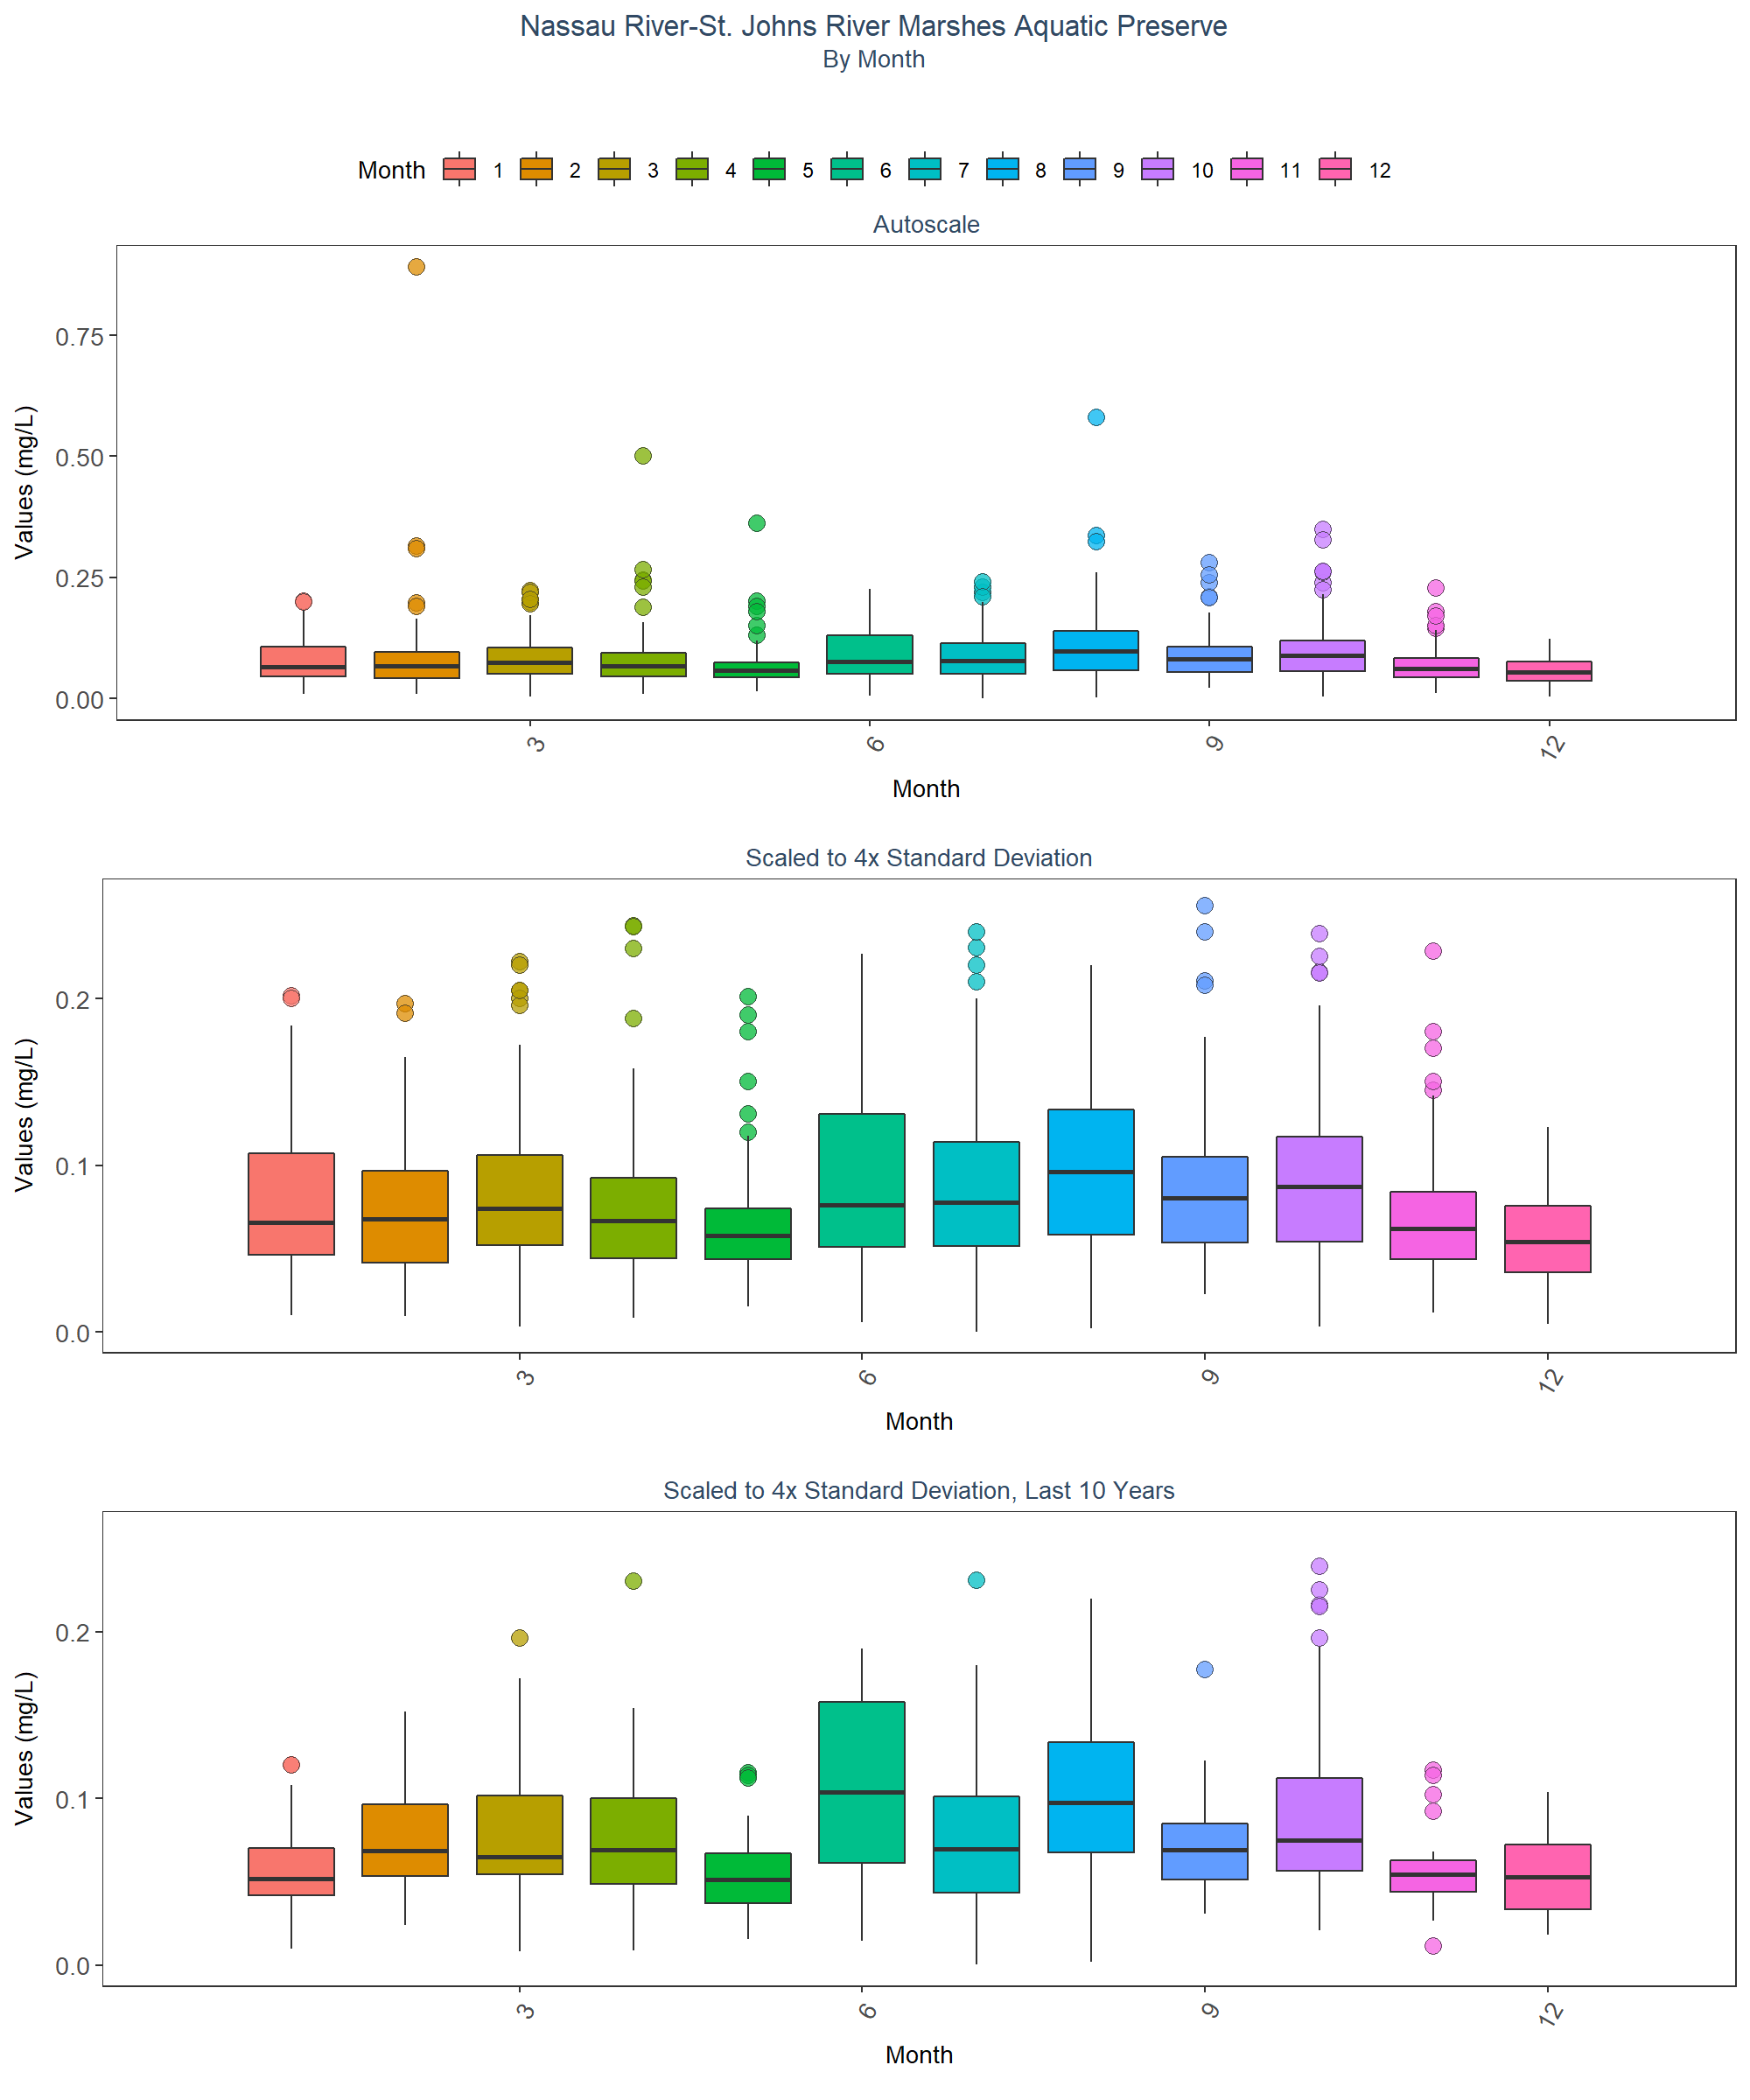 Nassau River-St. Johns River Marshes Aquatic Preserve
By Month
Month 1 2 3 4 5 6 7 8 9 10 11 12
Autoscale
Values (mg/L)
0.75
0.50
0.25
0.00
3 6 9 12
Month
Scaled to 4x Standard Deviation
Values (mg/L)
0.2
0.1
0.0
3 6 9 12
Month
Scaled to 4x Standard Deviation, Last 10 Years
Values (mg/L)
0.2
0.1
0.0
3 6 9 12
Month